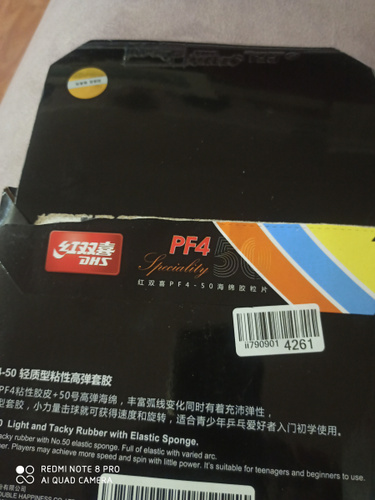 红双喜
DHS
PF4
50
Speciality
红双喜PF4-50海绵胶粒片
ii790901 4261
-50 轻质型粘性高弹套胶
PF4粘性胶皮+50号高弹海绵，丰富弧线变化同时有着充沛弹性，
型套胶，小力量击球就可获得速度和旋转，适合青少年乒乓爱好者入门初学使用。
Light and Tacky Rubber with Elastic Sponge.
tacky rubber with No.50 elastic sponge. Full of elastic with varied arc.
Players may achieve more speed and spin with little power. It's suitable for teenagers and beginners to use.
DOUBLE HAPPINESS CO
REDMI NOTE 8 PRO
AI QUAD CAMERA